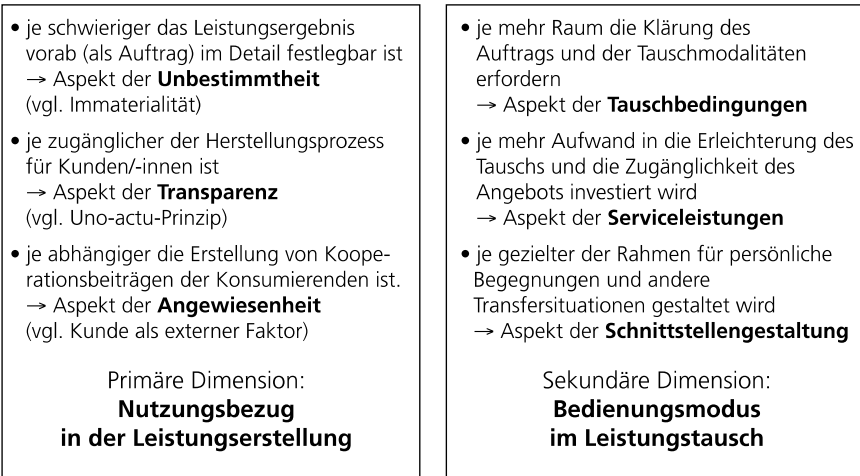 • je schwieriger das Leistungsergebnis
vorab (als Auftrag) im Detail festlegbar ist
→ Aspekt der Unbestimmtheit
(vgl. Immaterialität)
• je zugänglicher der Herstellungsprozess
für Kunden/-innen ist
→ Aspekt der Transparenz
(vgl. Uno-actu-Prinzip)
• je abhängiger die Erstellung von Koope-
rationsbeiträgen der Konsumierenden ist.
→ Aspekt der Angewiesenheit
(vgl. Kunde als externer Faktor)
Primäre Dimension:
Nutzungsbezug
in der Leistungserstellung
• je mehr Raum die Klärung des
Auftrags und der Tauschmodalitäten
erfordern
→ Aspekt der Tauschbedingungen
• je mehr Aufwand in die Erleichterung des
Tauschs und die Zugänglichkeit des
Angebots investiert wird
→ Aspekt der Serviceleistungen
• je gezielter der Rahmen für persönliche
Begegnungen und andere
Transfersituationen gestaltet wird
→ Aspekt der Schnittstellengestaltung
Sekundäre Dimension:
Bedienungsmodus
im Leistungstausch